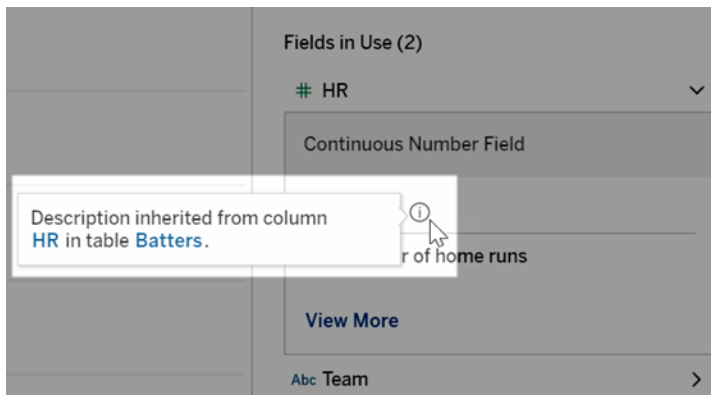 Fields in Use (2)
# HR
Continuous Number Field
Description inherited from column
HR in table Batters.
of home runs
View More
Abc Team